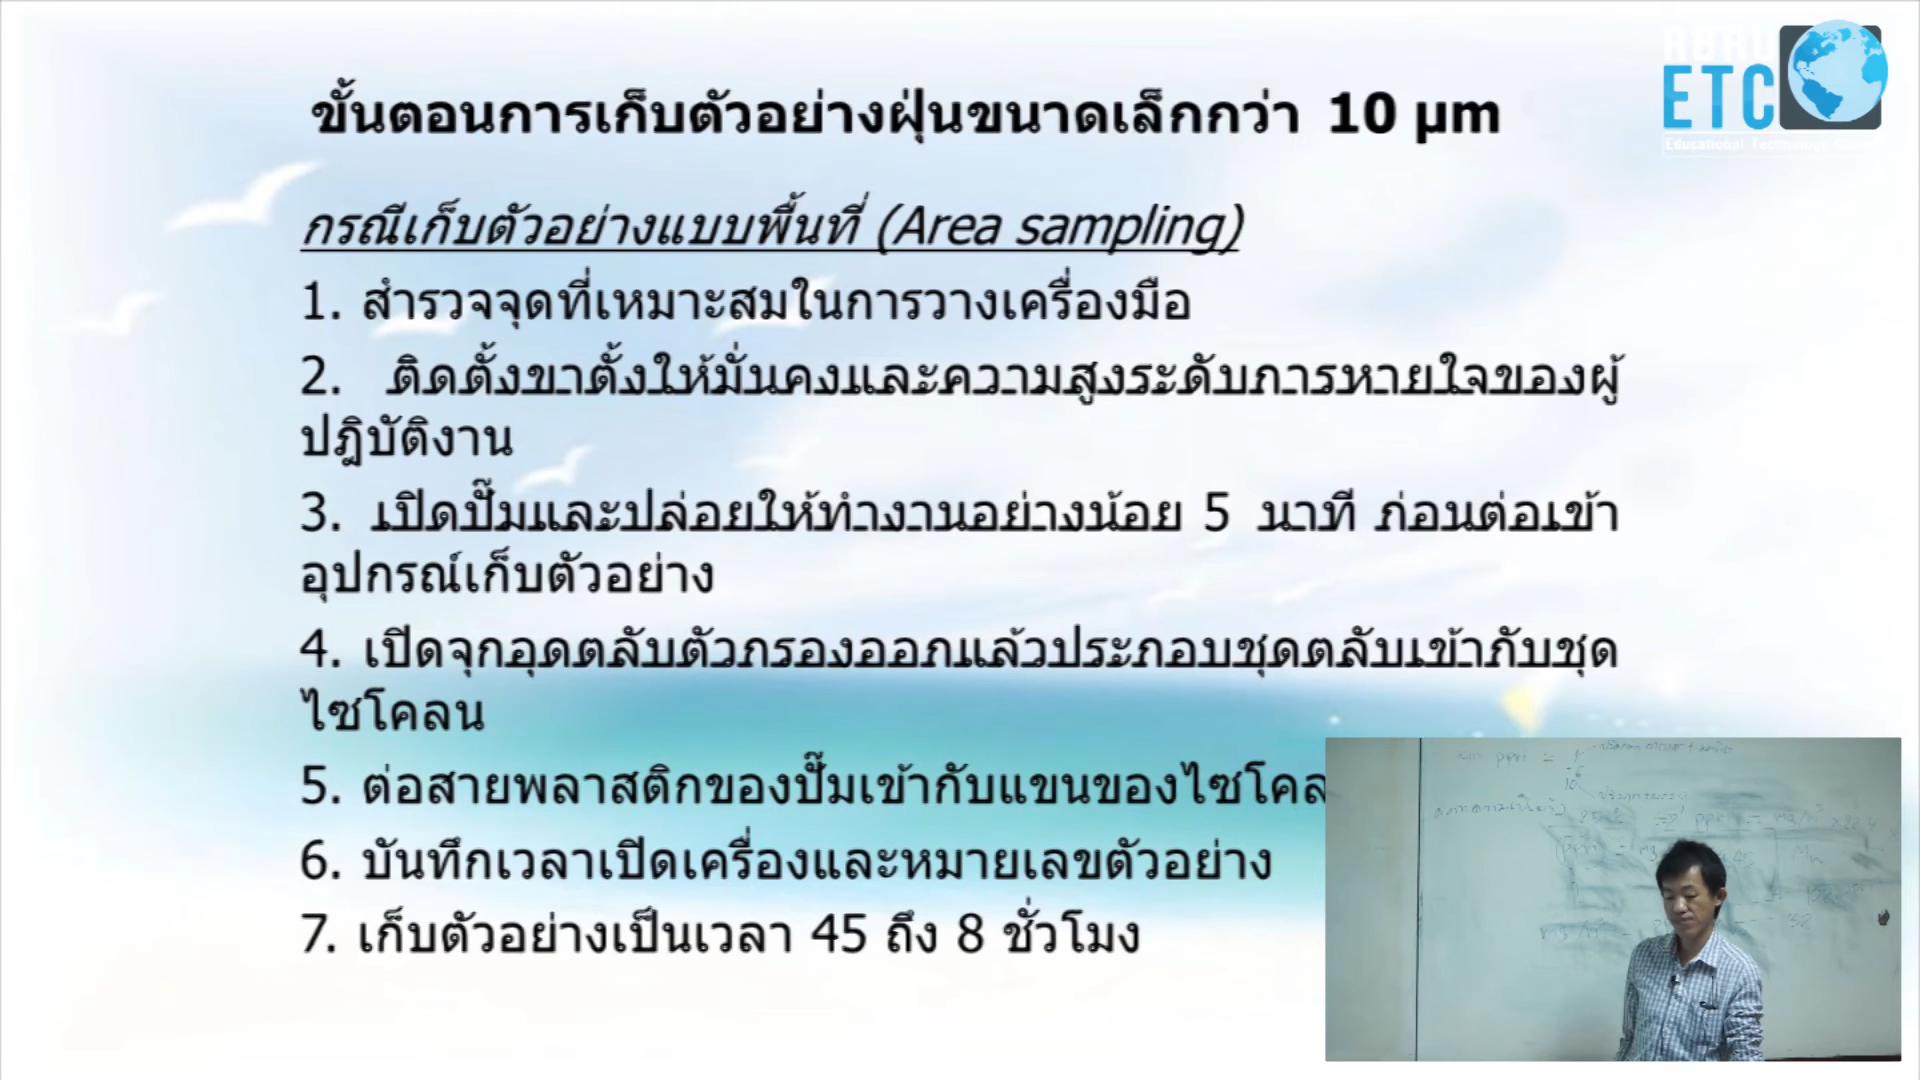 ETC
Educational Technology
ขั้นตอนการเก็บตัวอย่างฝุ่นขนาดเล็กกว่า 10 µm
กรณีเก็บตัวอย่างแบบพื้นที่ (Area sampling)
1. สำรวจจุดที่เหมาะสมในการวางเครื่องมือ
2. ติดตั้งขาตั้งให้มั่นคงและความสูงระดับการหายใจของผู้
ปฎิบัติงาน
3. เปิดปั๊มและปล่อยให้ทำงานอย่างน้อย 5 นาที ก่อนต่อเข้า
อุปกรณ์เก็บตัวอย่าง
4. เปิดจุกอุดตลับตัวกรองออกแล้วประกอบชุดตลับเข้ากับชุด
ไซโคลน
5. ต่อสายพลาสติกของปั๊มเข้ากับแขนของไซโคล
6. บันทึกเวลาเปิดเครื่องและหมายเลขตัวอย่าง
7. เก็บตัวอย่างเป็นเวลา 45 ถึง 8 ชั่วโมง